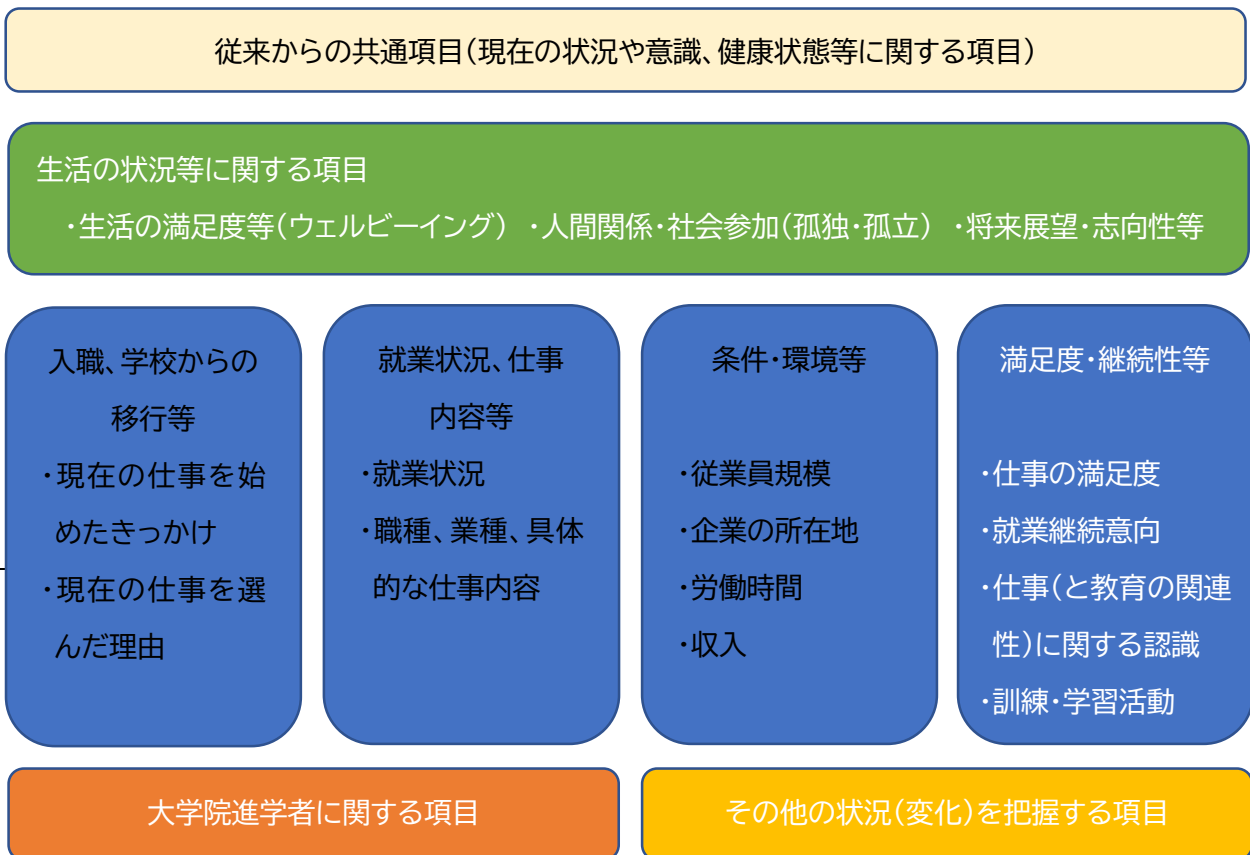 従来からの共通項目(現在の状況や意識、健康状態等に関する項目)
生活の状況等に関する項目
・生活の満足度等(ウェルビーイング) ・人間関係・社会参加(孤独・孤立) ・将来展望・志向性等
入職、学校からの
移行等
・現在の仕事を始
めたきっかけ
・現在の仕事を選
んだ理由
就業状況、仕事
内容等
・就業状況
・職種、業種、具体
的な仕事内容
条件・環境等
・従業員規模
・企業の所在地
・労働時間
・収入
満足度・継続性等
・仕事の満足度
・就業継続意向
・仕事(と教育の関連
性)に関する認識
・訓練・学習活動
大学院進学者に関する項目
その他の状況(変化)を把握する項目